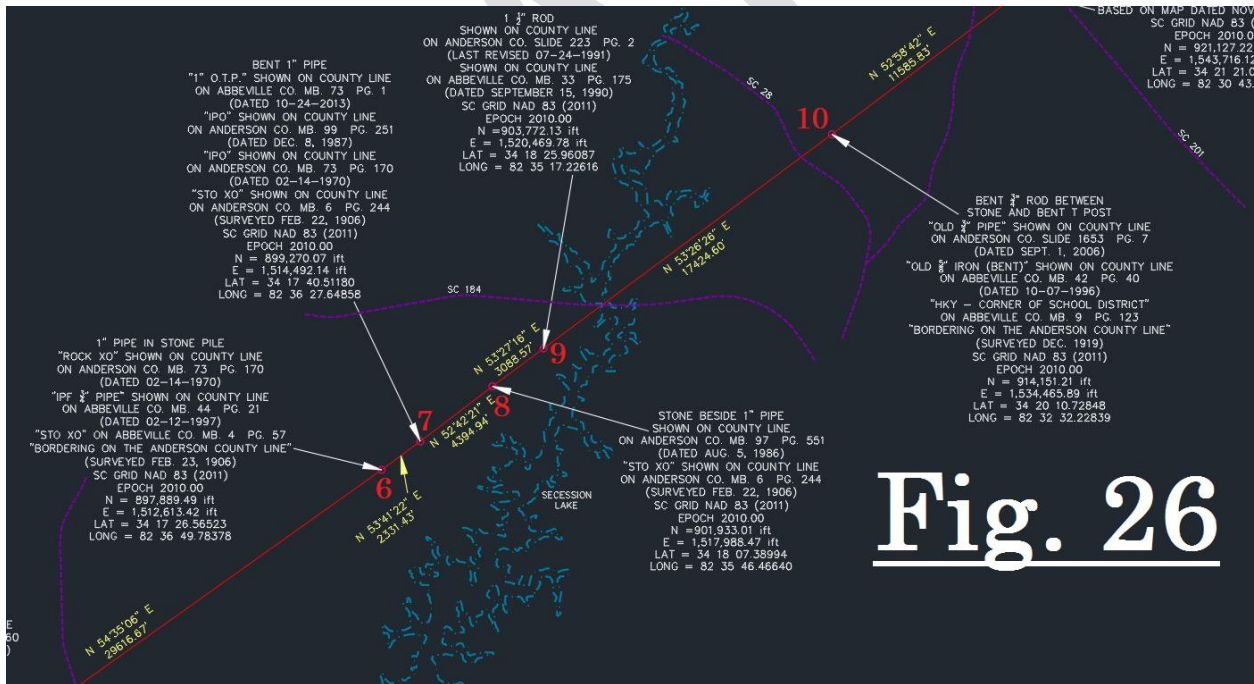 1 ½" ROD
SHOWN ON COUNTY LINE
ON ANDERSON CO. SLIDE 223 PG. 2
(LAST REVISED 07-24-1991)
SHOWN ON COUNTY LINE
ON ABBEVILLE CO. MB. 33 PG. 175
(DATED SEPTEMBER 15, 1990)
SC GRID NAD 83 (2011)
EPOCH 2010.00
N =903,772.13 ift
E = 1,520,469.78 ift
LAT = 34 18 25.96087
LONG = 82 35 17.22616
BASED ON MAP DATED NOV
SC GRID NAD 83 (
EPOCH 2010.0
N = 921,127.22
E = 1,543,716.12
LAT = 34 21 21.0
LONG = 82 30 43.
BENT 1" PIPE
"1" O.T.P." SHOWN ON COUNTY LINE
ON ABBEVILLE CO. MB. 73 PG. 1
(DATED 10-24-2013)
"IPO" SHOWN ON COUNTY LINE
ON ANDERSON CO. MB. 99 PG. 251
(DATED DEC. 8, 1987)
"IPO" SHOWN ON COUNTY LINE
ON ANDERSON CO. MB. 73 PG. 170
(DATED 02-14-1970)
"STO XO" SHOWN ON COUNTY LINE
ON ANDERSON CO. MB. 6 PG. 244
(SURVEYED FEB. 22, 1906)
SC GRID NAD 83 (2011)
EPOCH 2010.00
N = 899,270.07 ift
E = 1,514,492.14 ift
LAT = 34 17 40.51180
LONG = 82 36 27.64858
N 52°58'42" E
11585.83'
SC 28
10
SC 201
BENT ¾" ROD BETWEEN
STONE AND BENT T POST
"OLD ¾" PIPE" SHOWN ON COUNTY LINE
ON ANDERSON CO. SLIDE 1653 PG. 7
(DATED SEPT. 1, 2006)
"OLD ⅝" IRON (BENT)" SHOWN ON COUNTY LINE
ON ABBEVILLE CO. MB. 42 PG. 40
(DATED 10-07-1996)
"HKY – CORNER OF SCHOOL DISTRICT"
ON ABBEVILLE CO. MB. 9 PG. 123
"BORDERING ON THE ANDERSON COUNTY LINE"
(SURVEYED DEC. 1919)
SC GRID NAD 83 (2011)
EPOCH 2010.00
N = 914,151.21 ift
E = 1,534,465.89 ift
LAT = 34 20 10.72848
LONG = 82 32 32.22839
N 53°26'26" E
17424.60'
SC 184
9
N 53°27'16" E
3088.57'
8
7
N 52°42'21" E
4394.94'
1" PIPE IN STONE PILE
"ROCK XO" SHOWN ON COUNTY LINE
ON ANDERSON CO. MB. 73 PG. 170
(DATED 02-14-1970)
"IPF ¾" PIPE" SHOWN ON COUNTY LINE
ON ABBEVILLE CO. MB. 44 PG. 21
(DATED 02-12-1997)
"STO XO" ON ABBEVILLE CO. MB. 4 PG. 57
"BORDERING ON THE ANDERSON COUNTY LINE"
(SURVEYED FEB. 23, 1906)
SC GRID NAD 83 (2011)
EPOCH 2010.00
N = 897,889.49 ift
E = 1,512,613.42 ift
LAT = 34 17 26.56523
LONG = 82 36 49.78378
6
N 53°41'22" E
2331.43'
STONE BESIDE 1" PIPE
SHOWN ON COUNTY LINE
ON ANDERSON CO. MB. 97 PG. 551
(DATED AUG. 5, 1986)
"STO XO" SHOWN ON COUNTY LINE
ON ANDERSON CO. MB. 6 PG. 244
(SURVEYED FEB. 22, 1906)
SC GRID NAD 83 (2011)
EPOCH 2010.00
N =901,933.01 ift
E = 1,517,988.47 ift
LAT = 34 18 07.38994
LONG = 82 35 46.46640
SECESSION
LAKE
Fig. 26
N 54°35'06" E
29616.67'
E
60
)